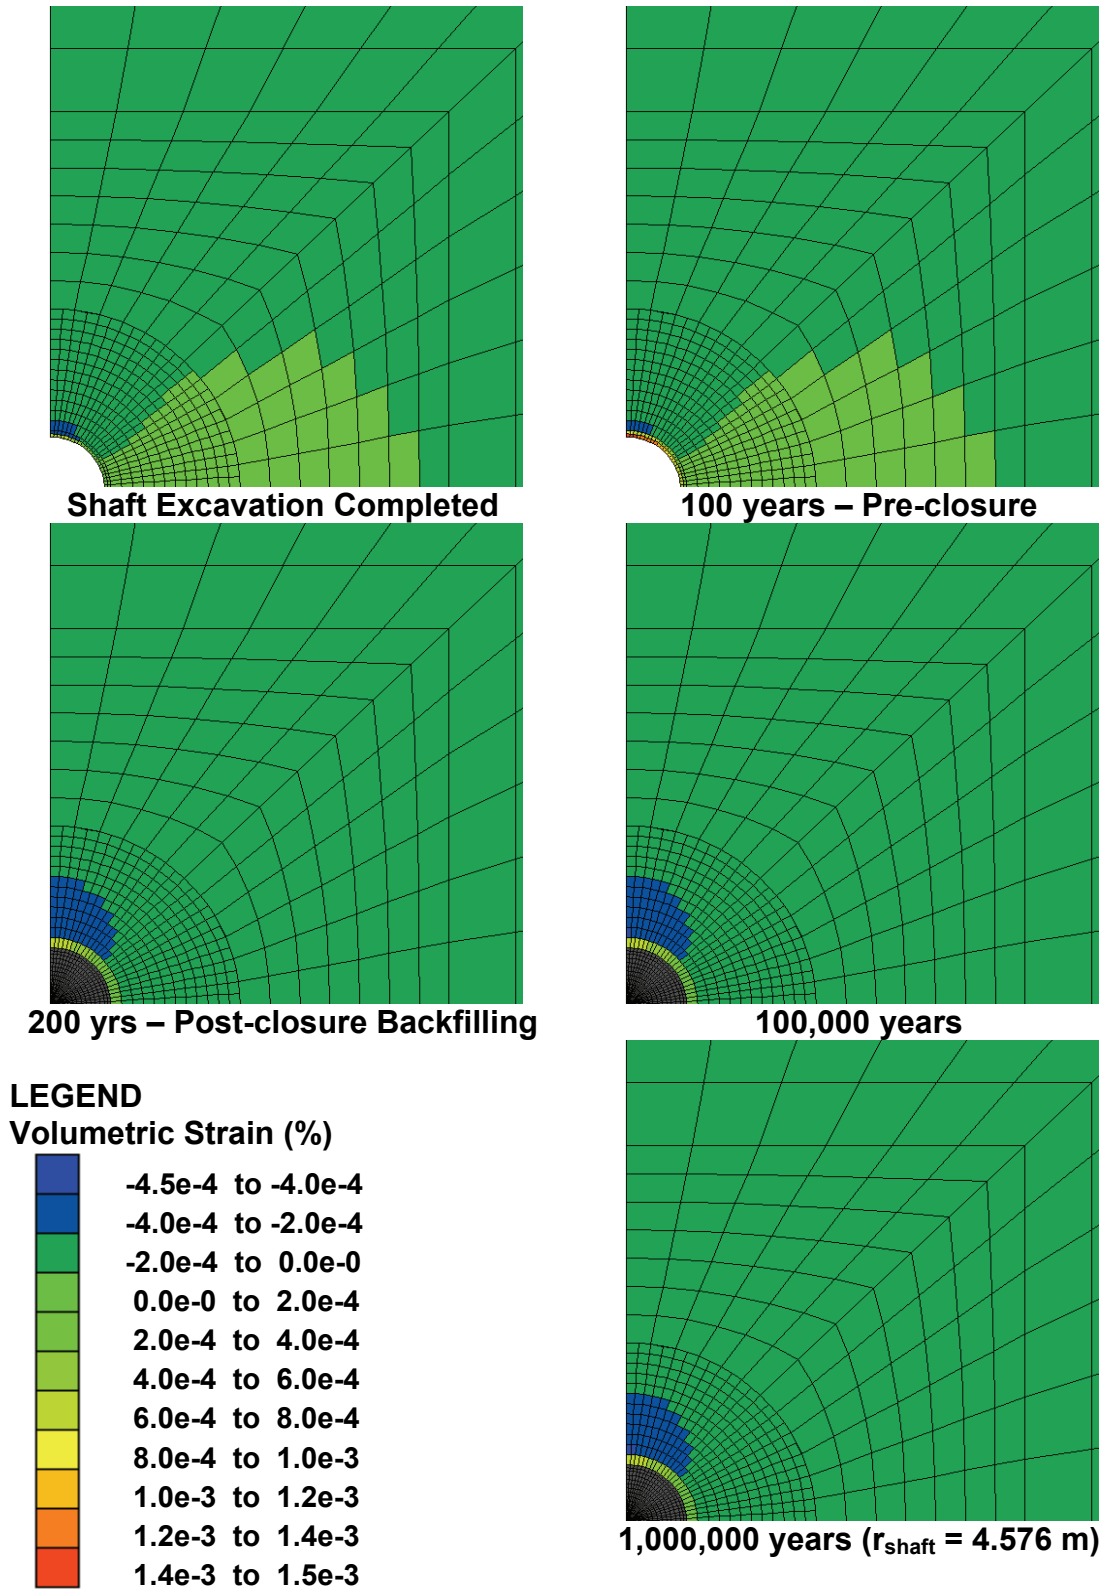 Shaft Excavation Completed
100 years – Pre-closure
200 yrs – Post-closure Backfilling
100,000 years
LEGEND
Volumetric Strain (%)
-4.5e-4 to -4.0e-4
-4.0e-4 to -2.0e-4
-2.0e-4 to 0.0e-0
0.0e-0 to 2.0e-4
2.0e-4 to 4.0e-4
4.0e-4 to 6.0e-4
6.0e-4 to 8.0e-4
8.0e-4 to 1.0e-3
1.0e-3 to 1.2e-3
1.2e-3 to 1.4e-3
1.4e-3 to 1.5e-3
1,000,000 years (rshaft = 4.576 m)